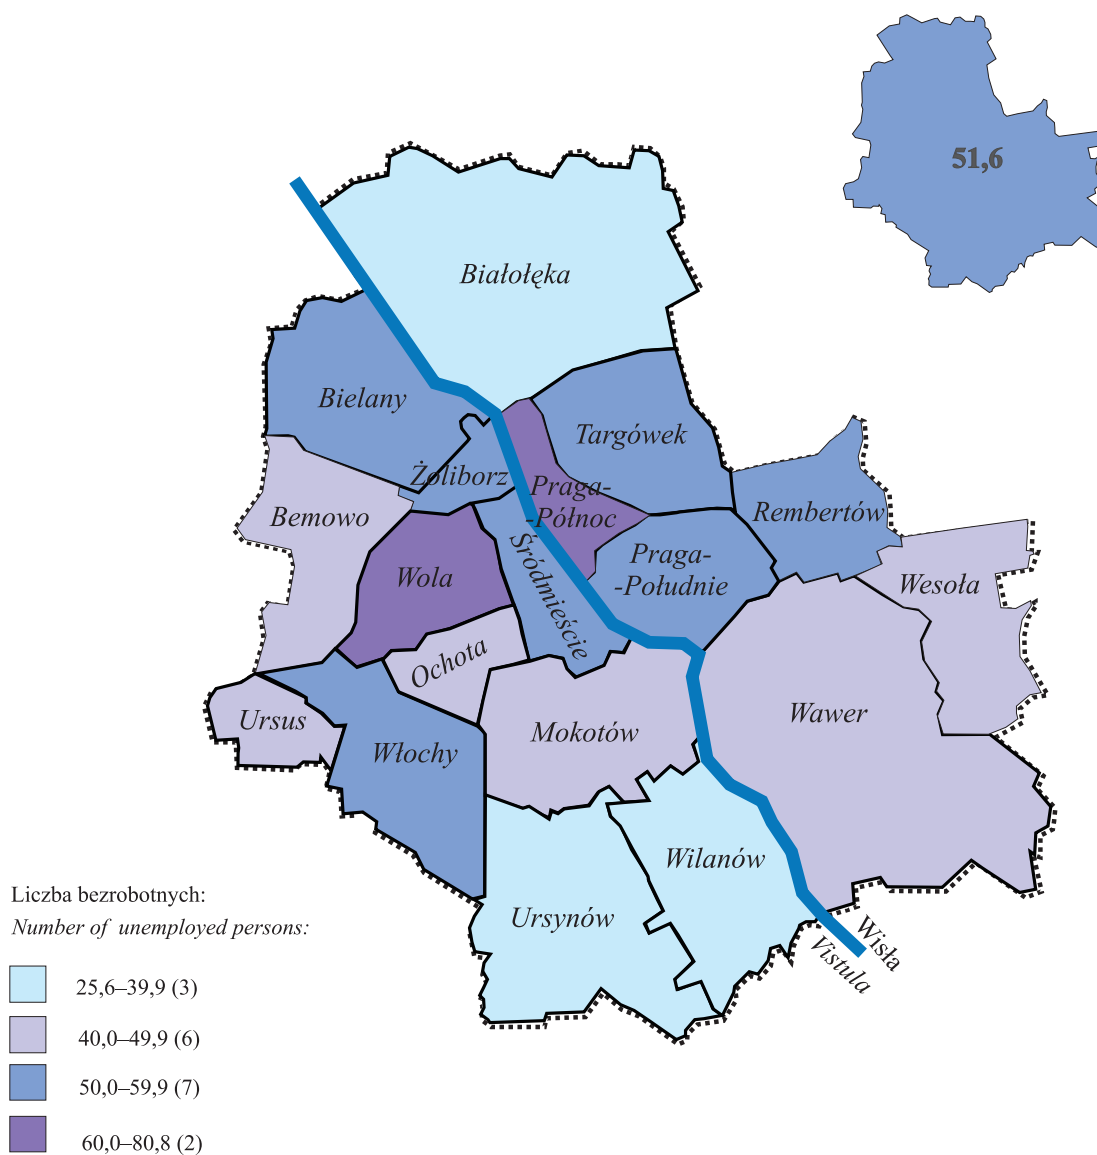 51,6
Białołęka
Bielany
Targówek
Żoliborz
Praga-
-Północ
Bemowo
Rembertów
Wola
Śródmieście
Praga-
-Południe
Wesoła
Ochota
Ursus
Mokotów
Wawer
Włochy
Wilanów
Ursynów
Wisła
Vistula
Liczba bezrobotnych:
Number of unemployed persons:
25,6–39,9 (3)
40,0–49,9 (6)
50,0–59,9 (7)
60,0–80,8 (2)